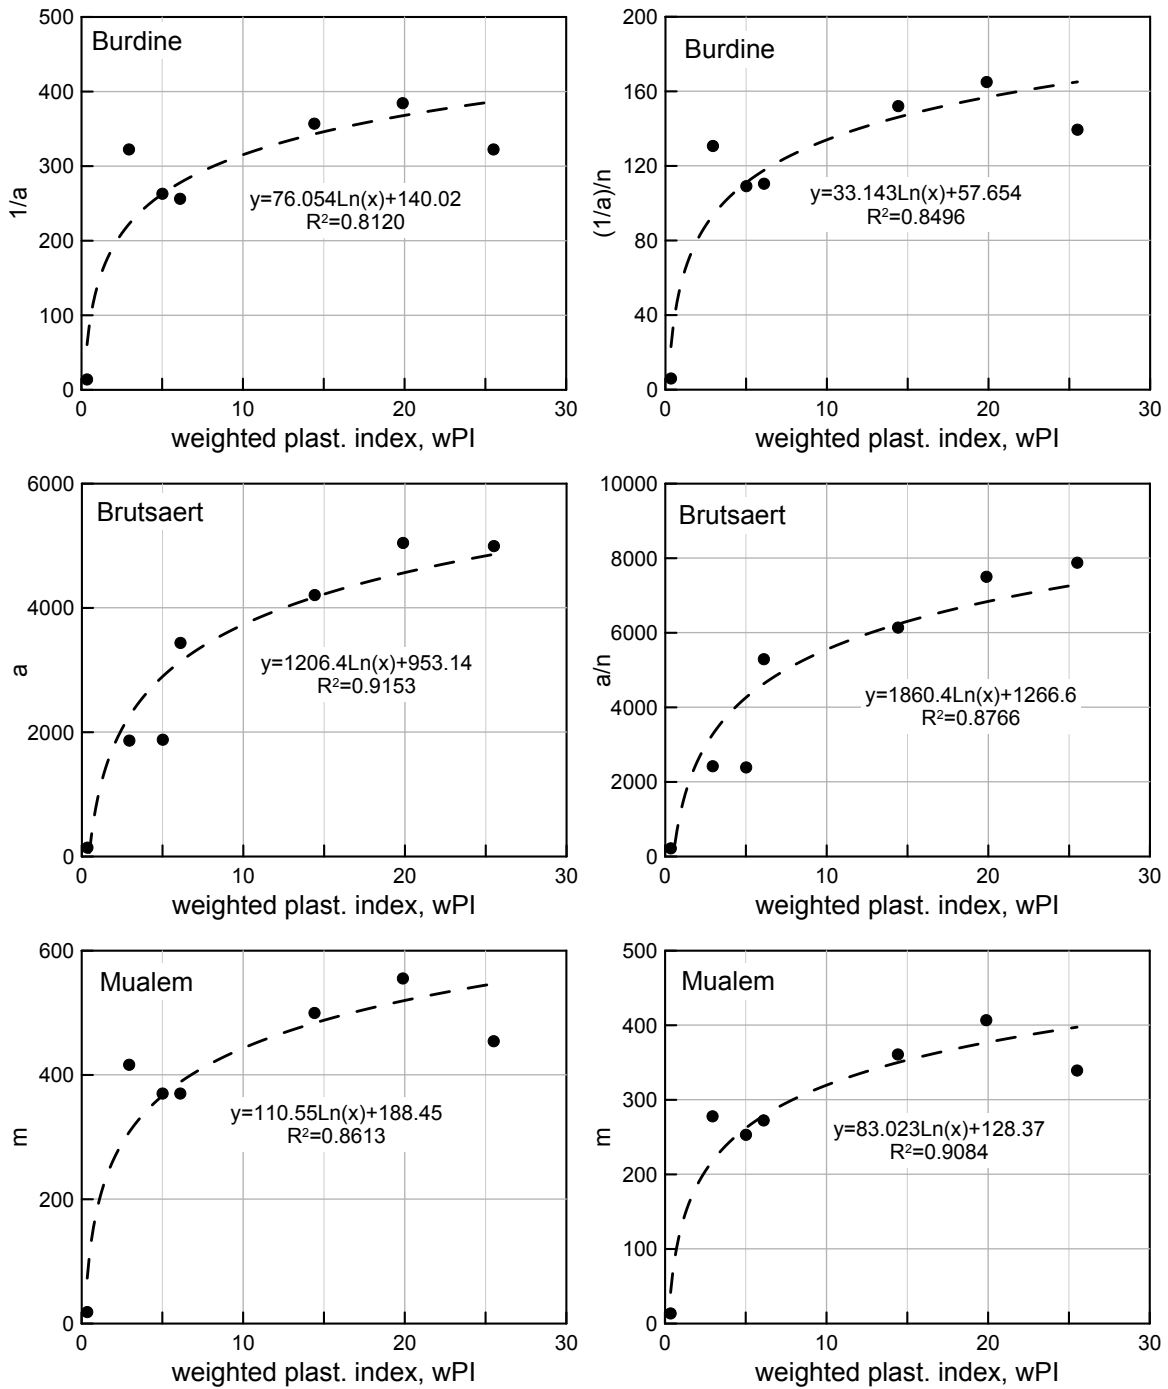 500
400
300
200
100
0
1/a
Burdine
y=76.054Ln(x)+140.02
R²=0.8120
0 10 20 30
weighted plast. index, wPI
200
160
120
80
40
0
(1/a)/n
Burdine
y=33.143Ln(x)+57.654
R²=0.8496
0 10 20 30
weighted plast. index, wPI
6000
4000
2000
0
a
Brutsaert
y=1206.4Ln(x)+953.14
R²=0.9153
0 10 20 30
weighted plast. index, wPI
10000
8000
6000
4000
2000
0
a/n
Brutsaert
y=1860.4Ln(x)+1266.6
R²=0.8766
0 10 20 30
weighted plast. index, wPI
600
400
200
0
m
Mualem
y=110.55Ln(x)+188.45
R²=0.8613
0 10 20 30
weighted plast. index, wPI
500
400
300
200
100
0
m
Mualem
y=83.023Ln(x)+128.37
R²=0.9084
0 10 20 30
weighted plast. index, wPI